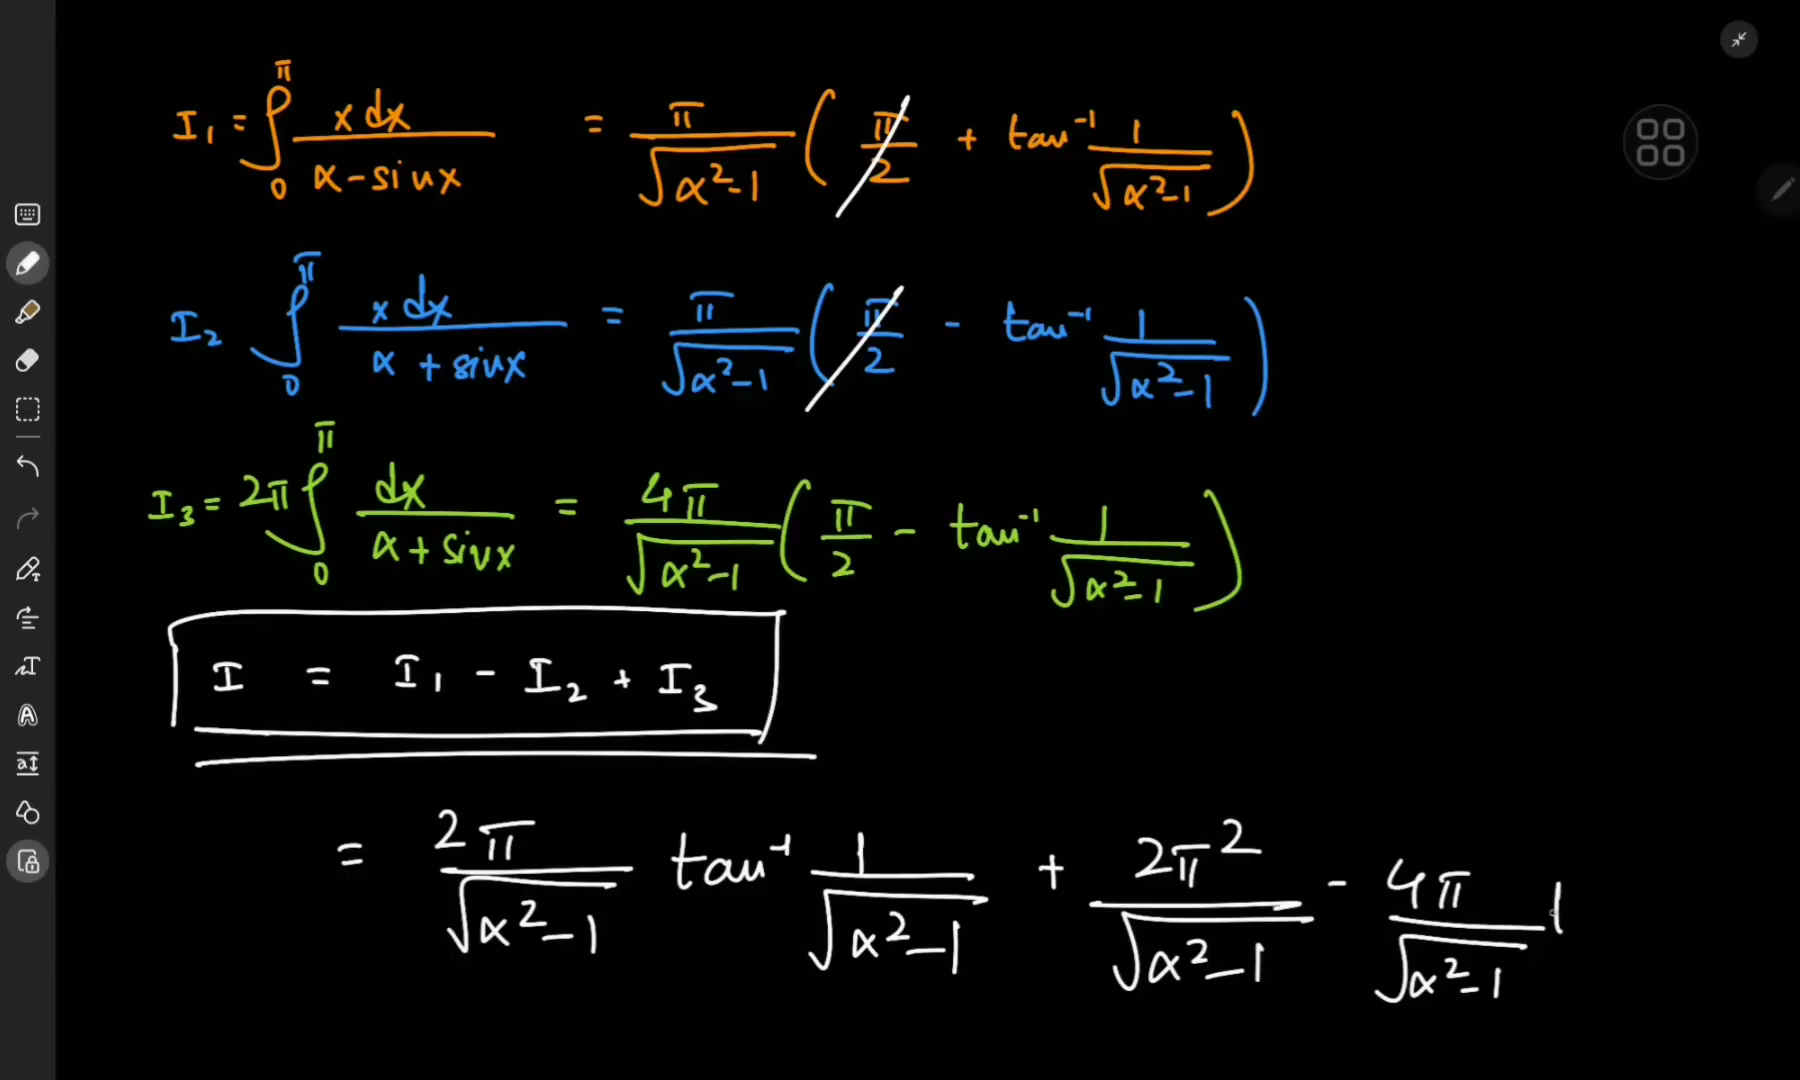 I₁ = ∫₀^π x dx / (α - sin x) = π / √(α² - 1) ( π/2 + tan⁻¹ 1/√(α² - 1) )
I₂ ∫₀^π x dx / (α + sin x) = π / √(α² - 1) ( π/2 - tan⁻¹ 1/√(α² - 1) )
I₃ = 2π ∫₀^π dx / (α + sin x) = 4π / √(α² - 1) ( π/2 - tan⁻¹ 1/√(α² - 1) )
I = I₁ - I₂ + I₃
= 2π / √(α² - 1) tan⁻¹ 1/√(α² - 1) + 2π² / √(α² - 1) - 4π / √(α² - 1)